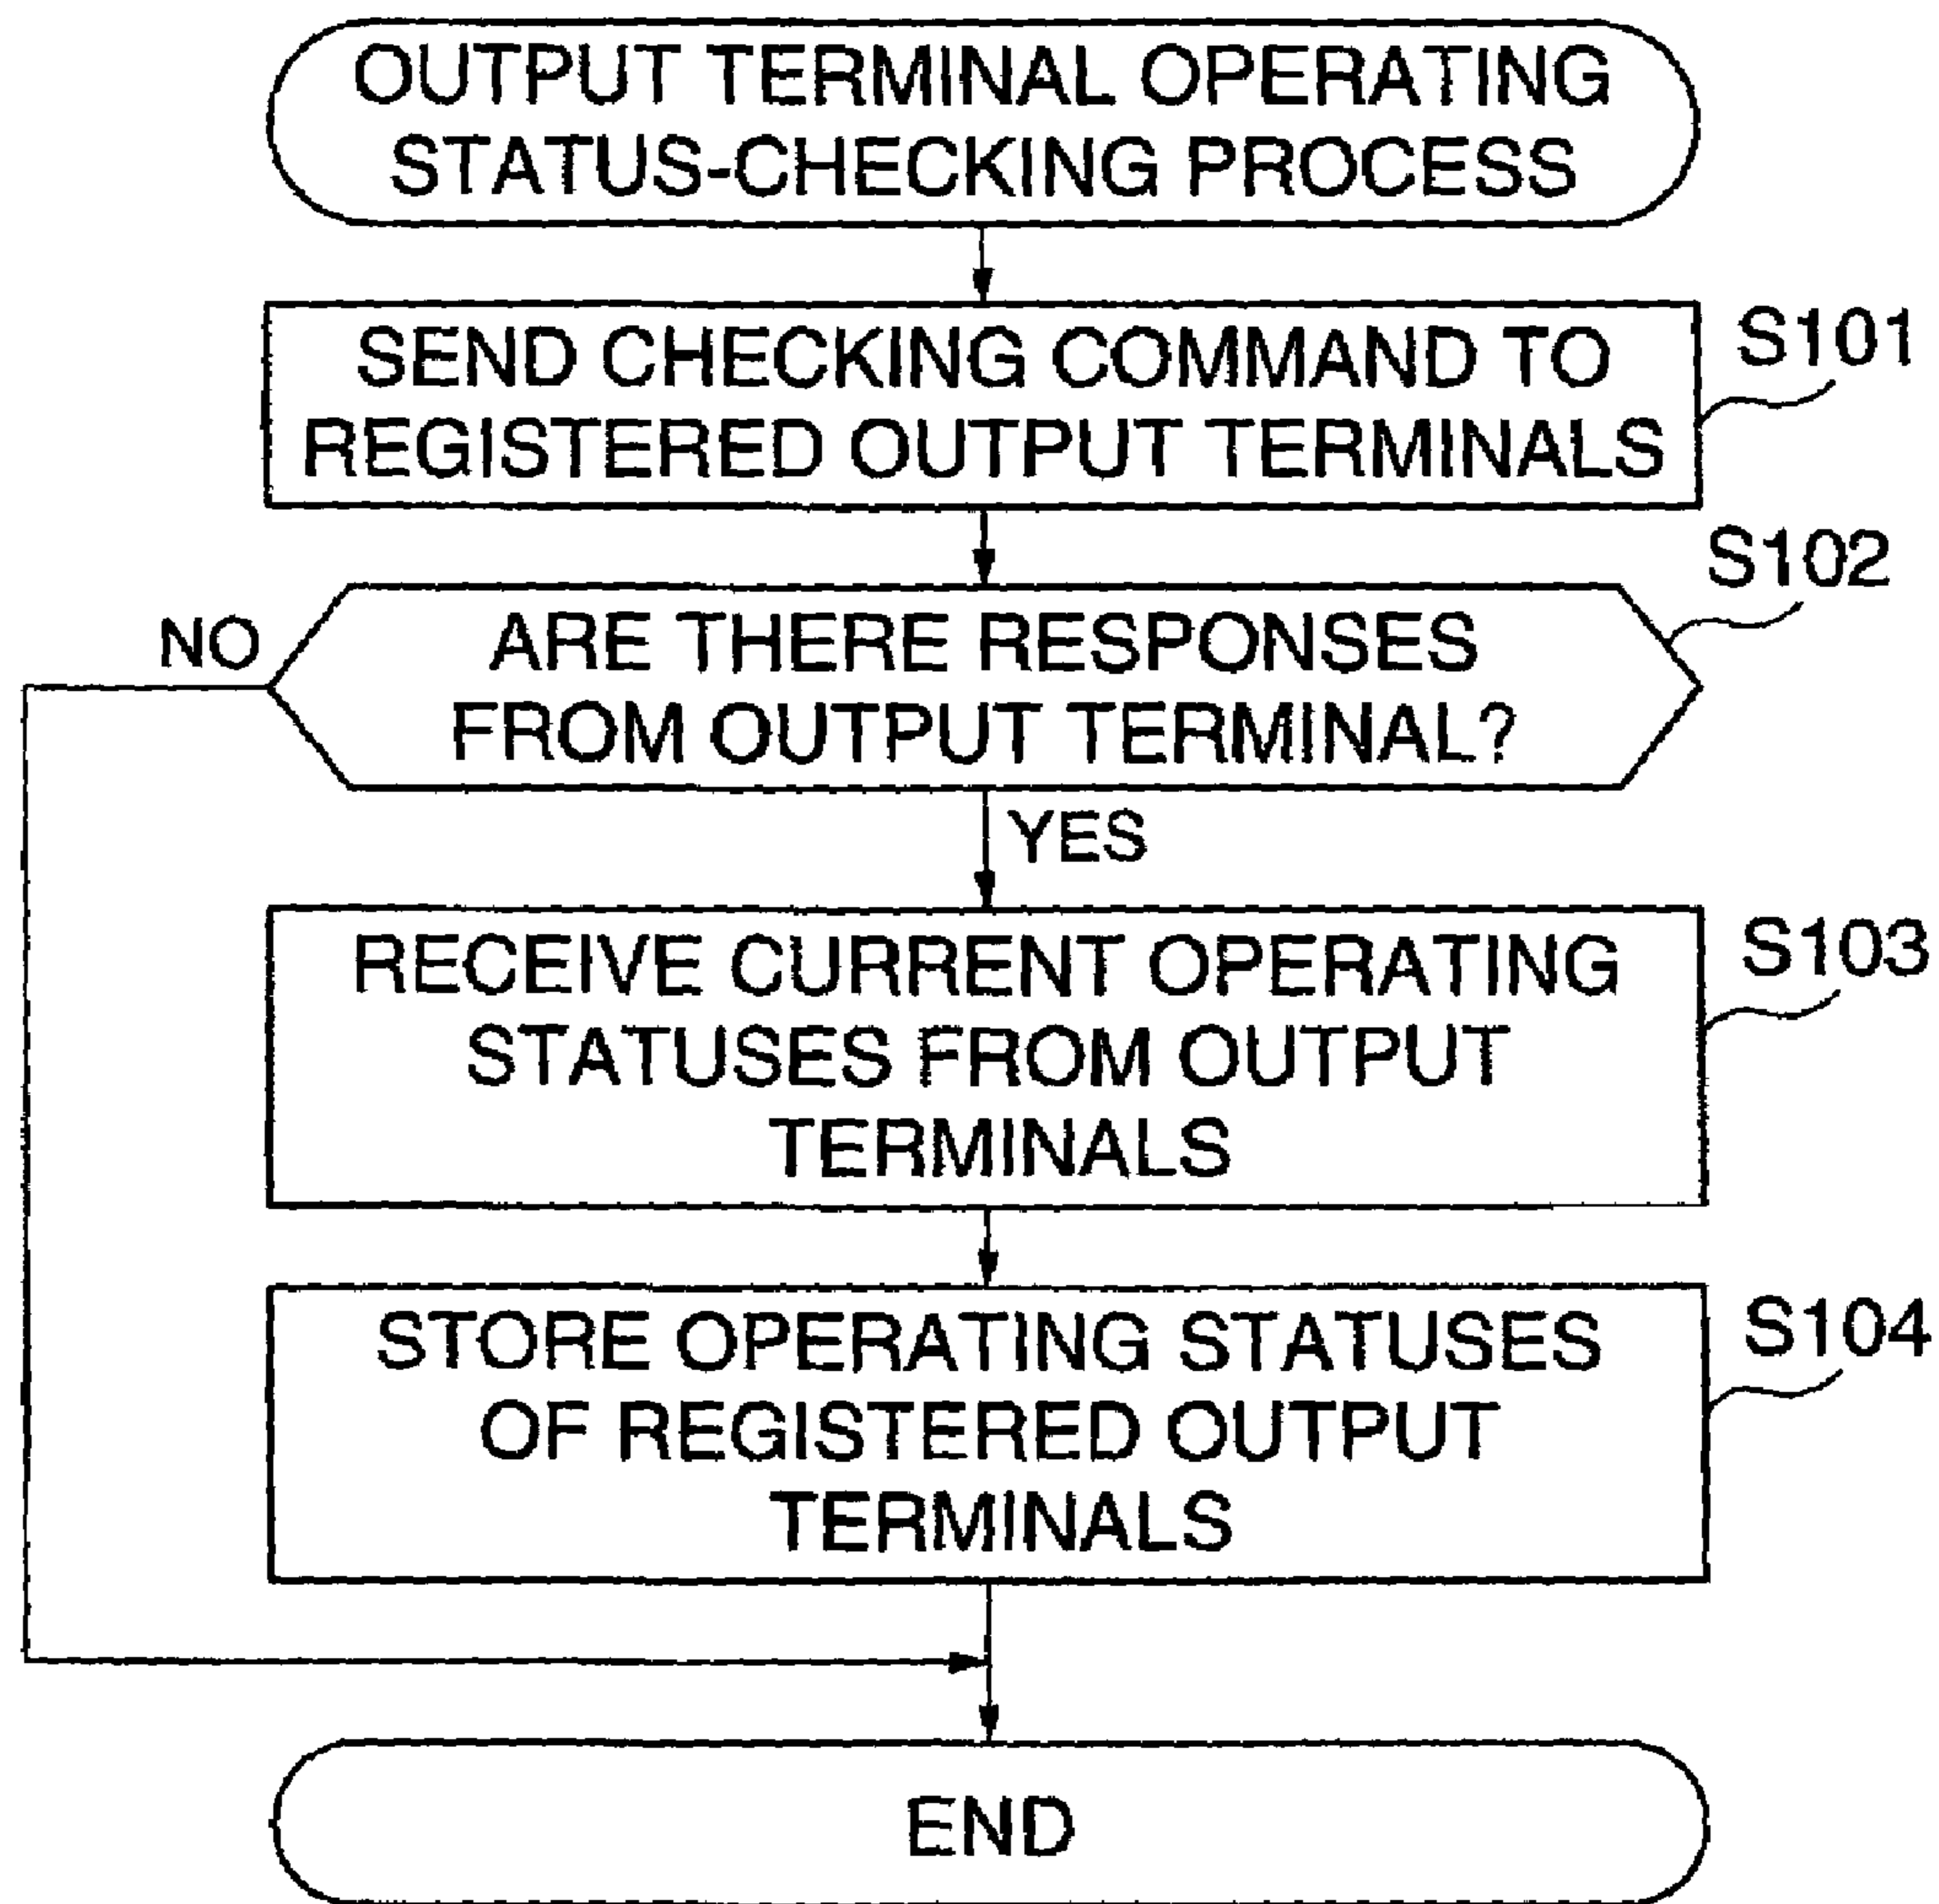 OUTPUT TERMINAL OPERATING
STATUS-CHECKING PROCESS
SEND CHECKING COMMAND TO
REGISTERED OUTPUT TERMINALS
S101
S102
NO
ARE THERE RESPONSES
FROM OUTPUT TERMINAL?
YES
RECEIVE CURRENT OPERATING
STATUSES FROM OUTPUT
TERMINALS
S103
STORE OPERATING STATUSES
OF REGISTERED OUTPUT
TERMINALS
S104
END